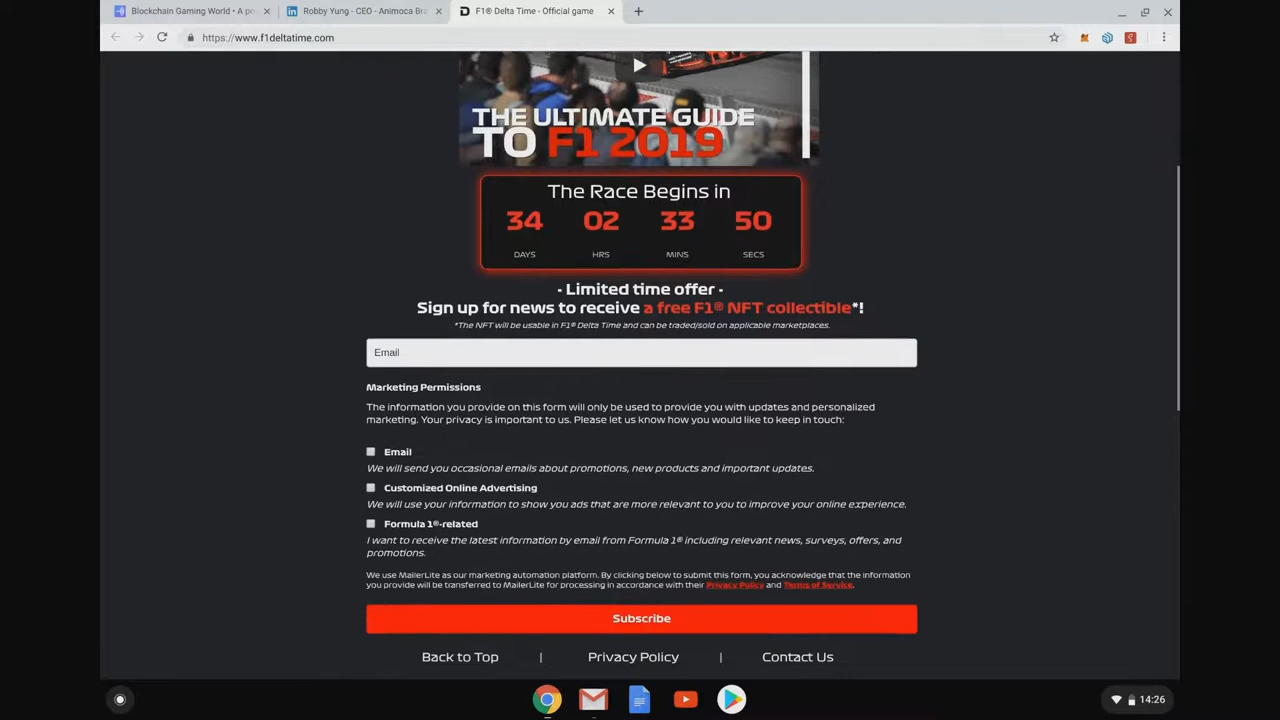 Blockchain Gaming World • A po
Robby Yung - CEO - Animoca Bra
F1® Delta Time - Official game
https://www.f1deltatime.com
THE ULTIMATE GUIDE
TO F1 2019
The Race Begins in
34 02 33 50
DAYS HRS MINS SECS
- Limited time offer -
Sign up for news to receive a free F1® NFT collectible*!
*The NFT will be usable in F1® Delta Time and can be traded/sold on applicable marketplaces.
Email
Marketing Permissions
The information you provide on this form will only be used to provide you with updates and personalized
marketing. Your privacy is important to us. Please let us know how you would like to keep in touch:
Email
We will send you occasional emails about promotions, new products and important updates.
Customized Online Advertising
We will use your information to show you ads that are more relevant to you to improve your online experience.
Formula 1®-related
I want to receive the latest information by email from Formula 1® including relevant news, surveys, offers, and
promotions.
We use MailerLite as our marketing automation platform. By clicking below to submit this form, you acknowledge that the information
you provide will be transferred to MailerLite for processing in accordance with their Privacy Policy and Terms of Service.
Subscribe
Back to Top | Privacy Policy | Contact Us
14:26